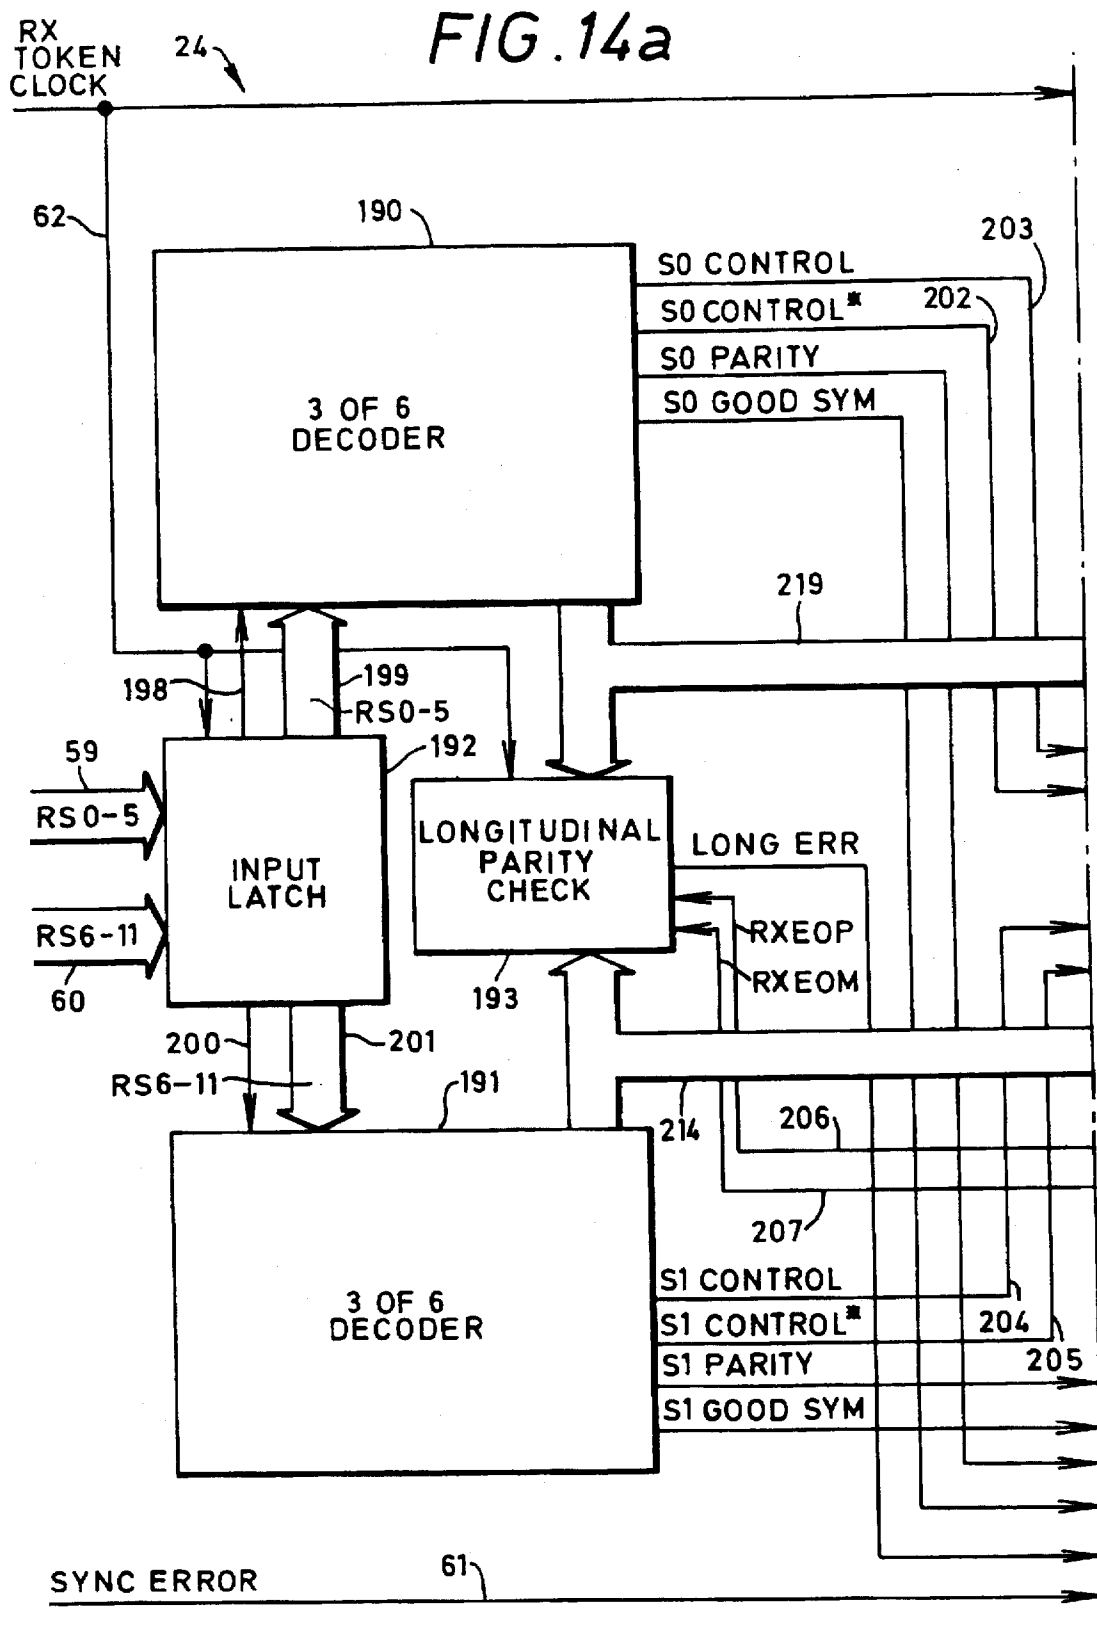 FIG. 14a
RX
TOKEN
CLOCK
24
62
190
203
S0 CONTROL
202
S0 CONTROL*
S0 PARITY
S0 GOOD SYM
3 OF 6
DECODER
219
198
199
RS0-5
192
59
RS0-5
INPUT
LATCH
LONGITUDINAL
PARITY
CHECK
LONG ERR
RS6-11
60
RXEOP
RXEOM
193
200
201
RS6-11
191
214
206
207
3 OF 6
DECODER
S1 CONTROL
204
S1 CONTROL*
205
S1 PARITY
S1 GOOD SYM
61
SYNC ERROR